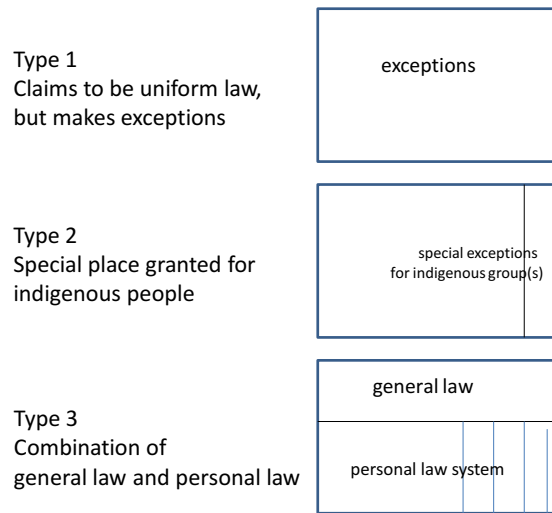 Type 1
Claims to be uniform law,
but makes exceptions
exceptions
Type 2
Special place granted for
indigenous people
special exceptions
for indigenous group(s)
Type 3
Combination of
general law and personal law
general law
personal law system